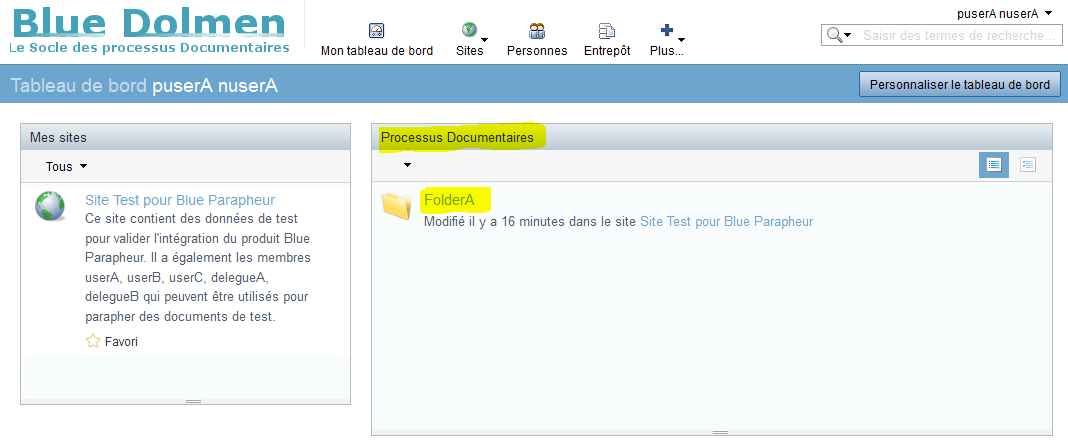 Blue Dolmen
Le Socle des processus Documentaires
Mon tableau de bord
Sites
Personnes
Entrepôt
Plus...
puserA nuserA
Saisir des termes de recherche...
Tableau de bord puserA nuserA
Personnaliser le tableau de bord
Mes sites
Tous
Site Test pour Blue Parapheur
Ce site contient des données de test
pour valider l'intégration du produit Blue
Parapheur. Il a également les membres
userA, userB, userC, delegueA,
delegueB qui peuvent être utilisés pour
parapher des documents de test.
Favori
Processus Documentaires
FolderA
Modifié il y a 16 minutes dans le site Site Test pour Blue Parapheur